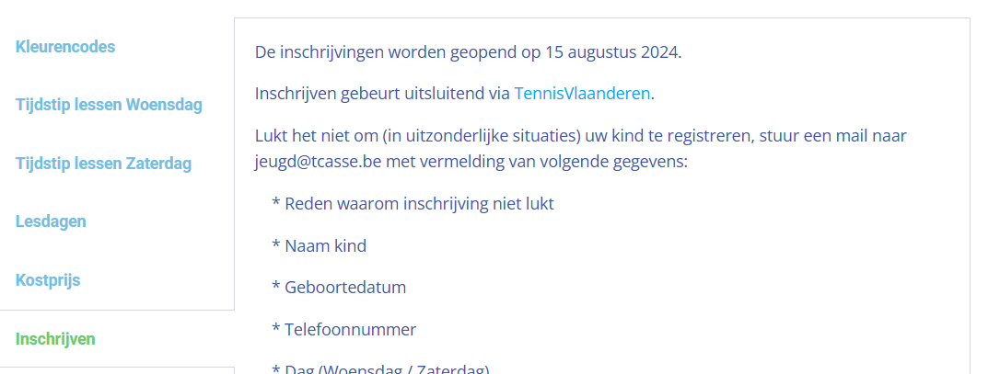 Kleurencodes
Tijdstip lessen Woensdag
Tijdstip lessen Zaterdag
Lesdagen
Kostprijs
Inschrijven
De inschrijvingen worden geopend op 15 augustus 2024.
Inschrijven gebeurt uitsluitend via TennisVlaanderen.
Lukt het niet om (in uitzonderlijke situaties) uw kind te registreren, stuur een mail naar
jeugd@tcasse.be met vermelding van volgende gegevens:
* Reden waarom inschrijving niet lukt
* Naam kind
* Geboortedatum
* Telefoonnummer
* Dag (Woensdag / Zaterdag)